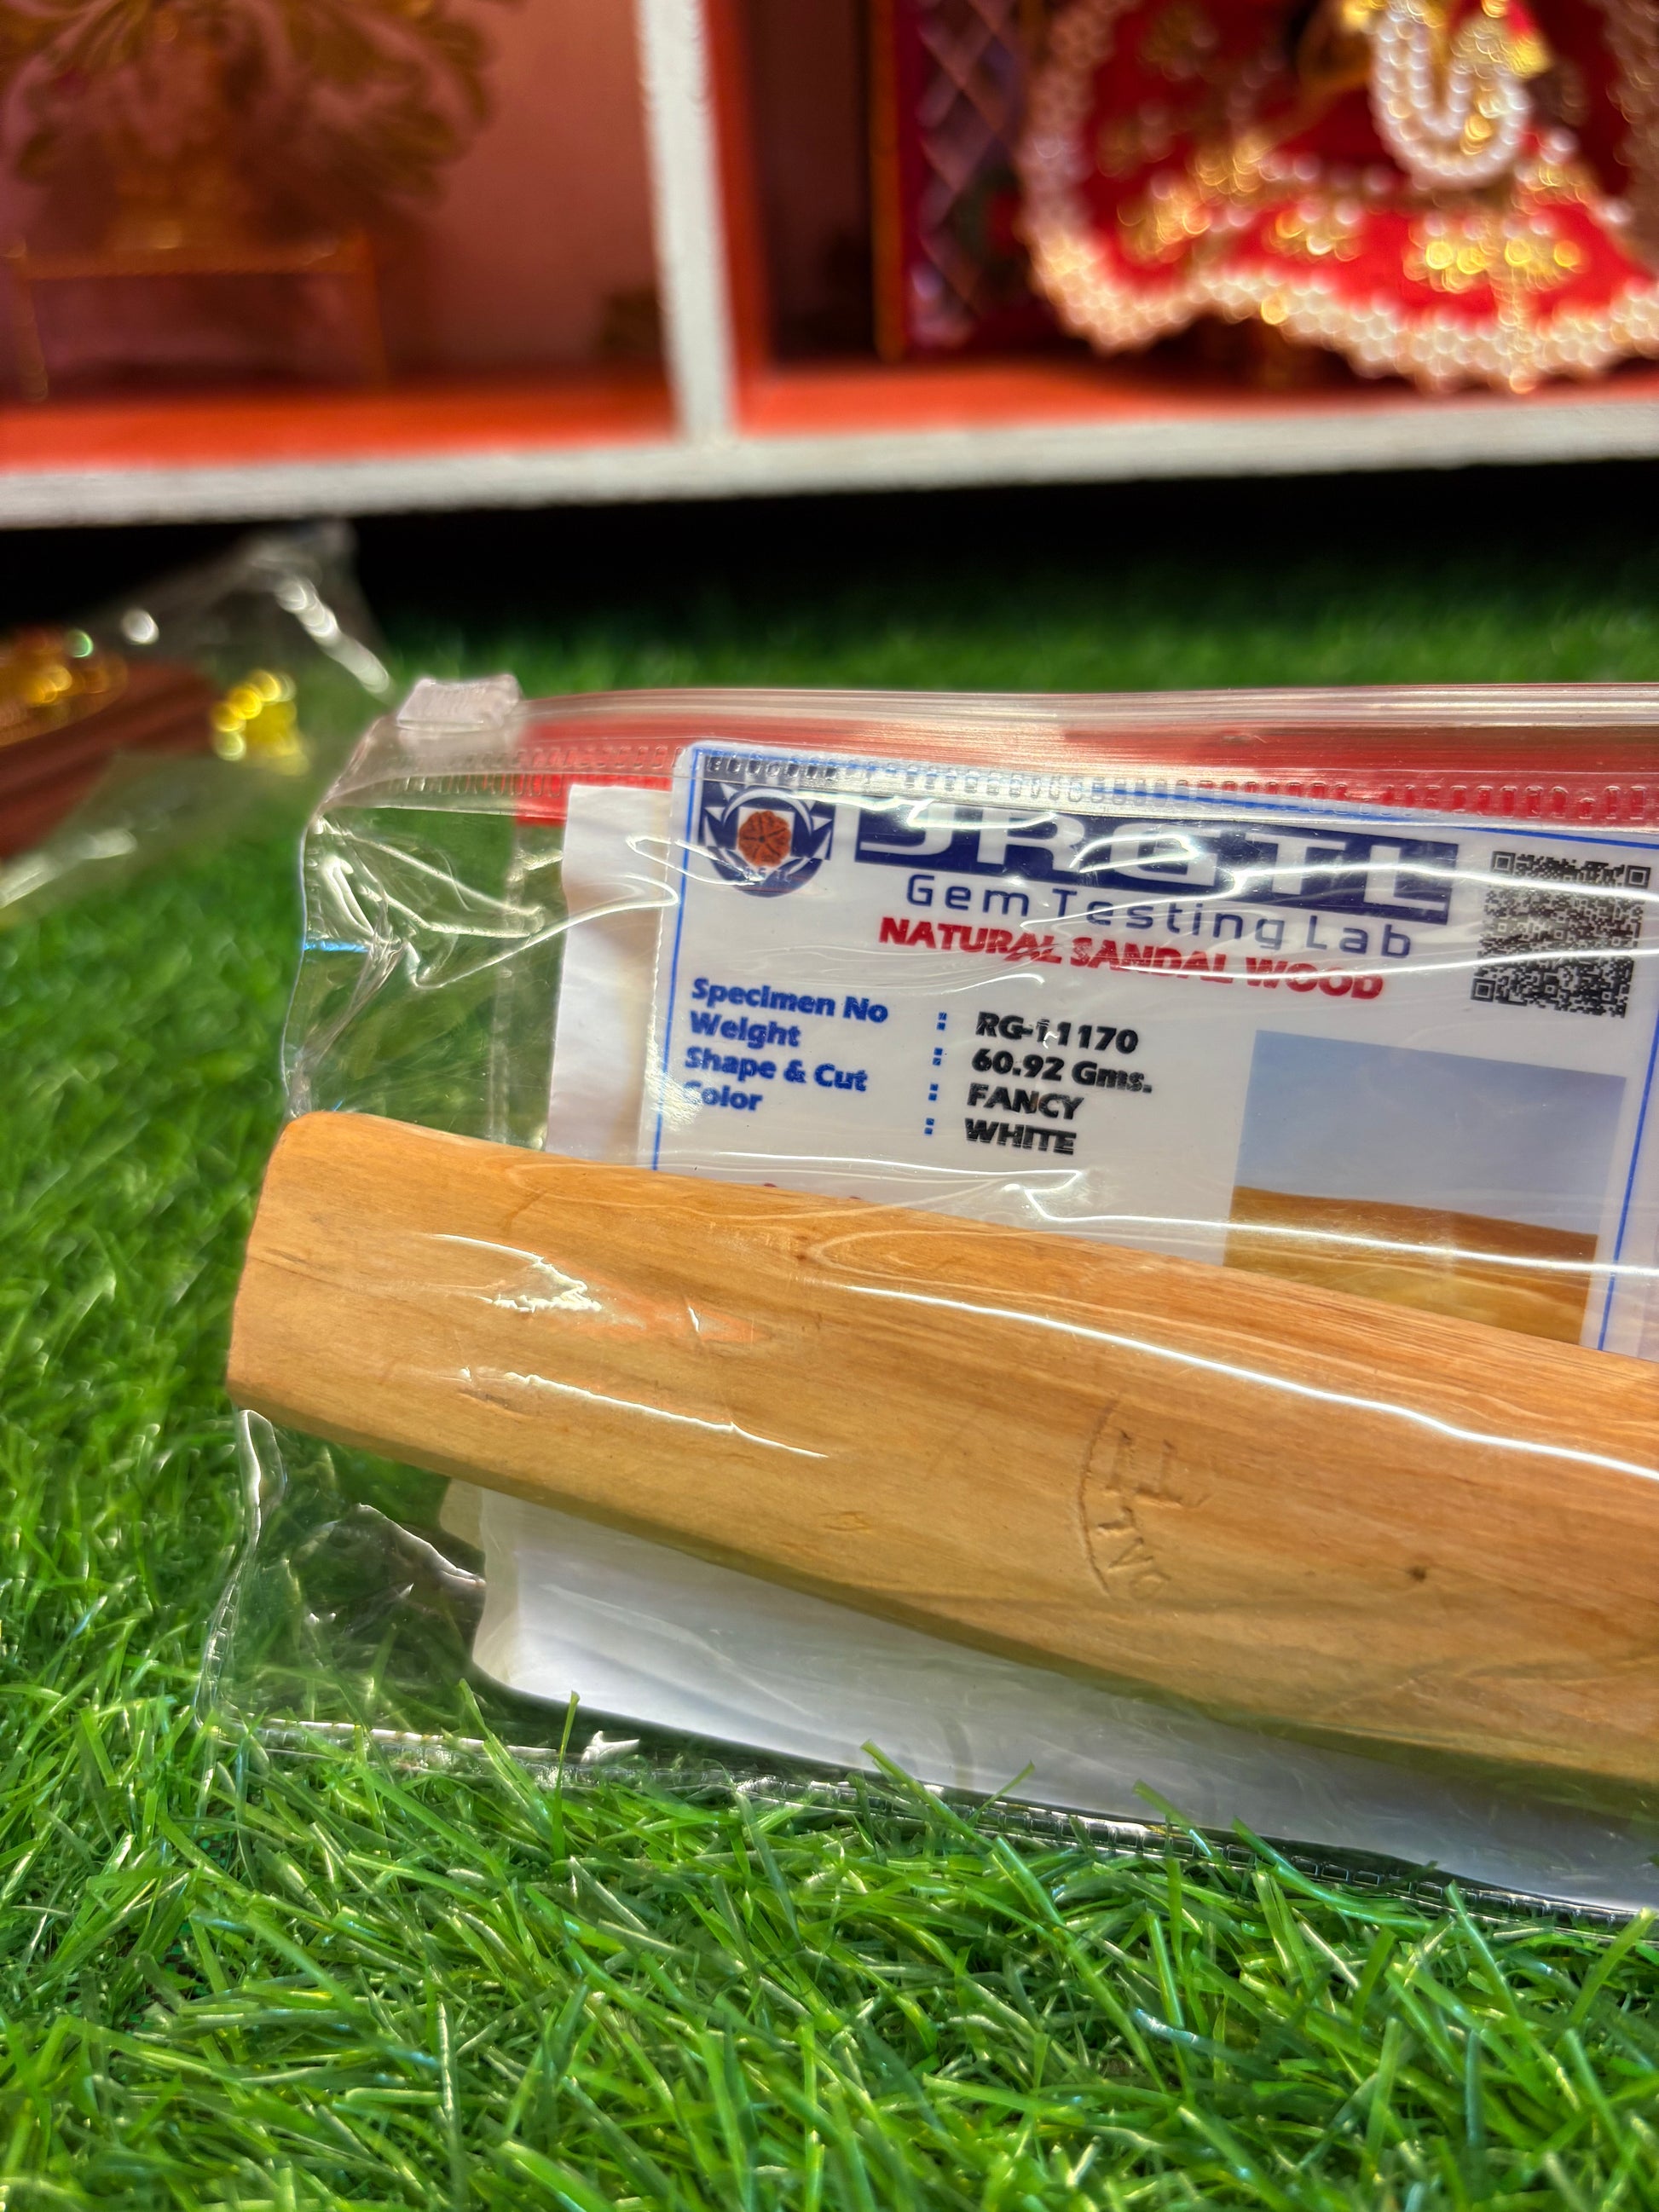 JRGTL
Gem Testing Lab
NATURAL SANDAL WOOD
Specimen No : RG-11170
Weight : 60.92 Gms.
Shape & Cut : FANCY
Color : WHITE